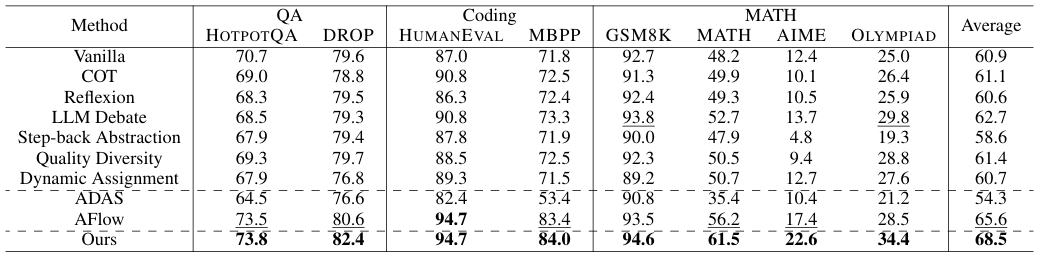 Method QA Coding MATH Average
HOTPOTQA DROP HUMANEVAL MBPP GSM8K MATH AIME OLYMPIAD
Vanilla 70.7 79.6 87.0 71.8 92.7 48.2 12.4 25.0 60.9
COT 69.0 78.8 90.8 72.5 91.3 49.9 10.1 26.4 61.1
Reflexion 68.3 79.5 86.3 72.4 92.4 49.3 10.5 25.9 60.6
LLM Debate 68.5 79.3 90.8 73.3 93.8 52.7 13.7 29.8 62.7
Step-back Abstraction 67.9 79.4 87.8 71.9 90.0 47.9 4.8 19.3 58.6
Quality Diversity 69.3 79.7 88.5 72.5 92.3 50.5 9.4 28.8 61.4
Dynamic Assignment 67.9 76.8 89.3 71.5 89.2 50.7 12.7 27.6 60.7
ADAS 64.5 76.6 82.4 53.4 90.8 35.4 10.4 21.2 54.3
AFlow 73.5 80.6 94.7 83.4 93.5 56.2 17.4 28.5 65.6
Ours 73.8 82.4 94.7 84.0 94.6 61.5 22.6 34.4 68.5